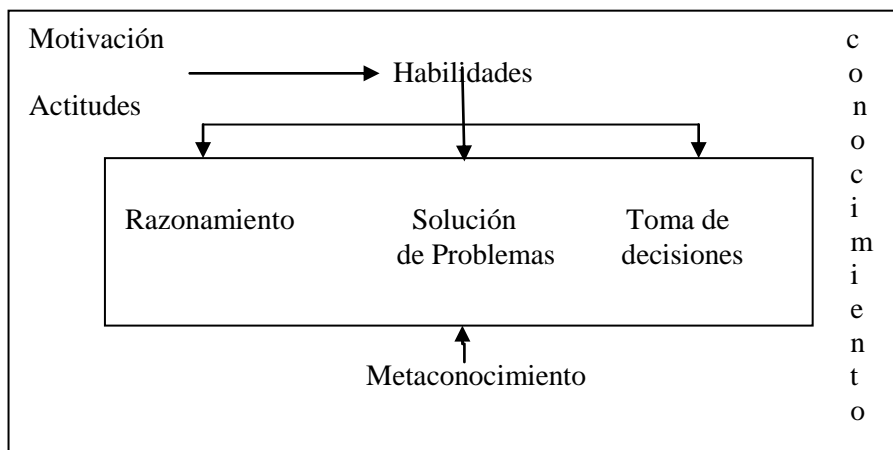 Motivación
Habilidades
Actitudes
Razonamiento
Solución
de Problemas
Toma de
decisiones
Metaconocimiento
conocimiento